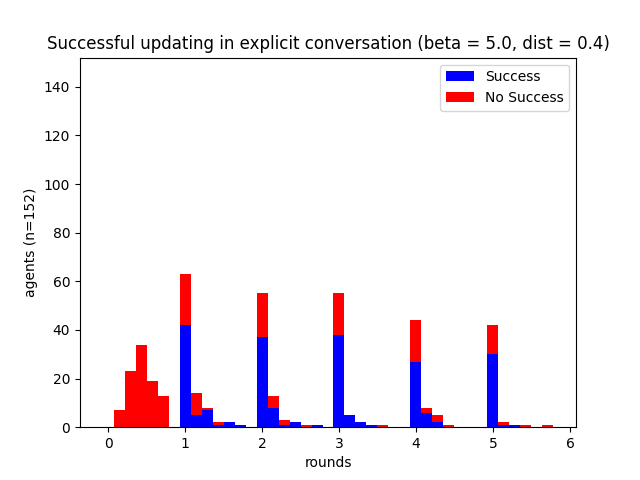 Successful updating in explicit conversation (beta = 5.0, dist = 0.4)
Success
No Success
140
120
100
80
60
40
20
0
agents (n=152)
0 1 2 3 4 5 6
rounds